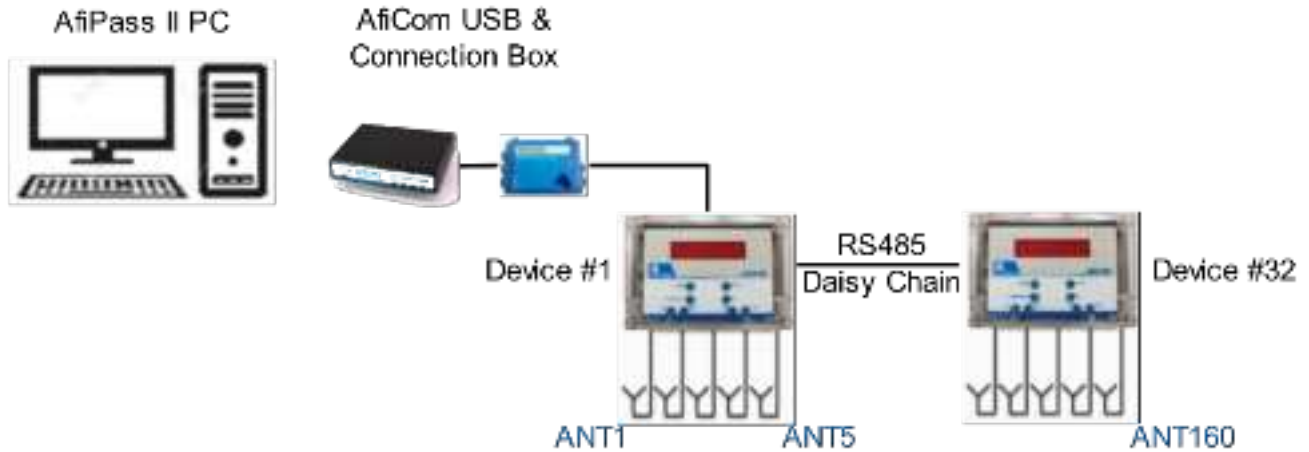 AfiPass II PC
AfiCom USB &
Connection Box
Device #1
RS485
Daisy Chain
Device #32
ANT1
ANT5
ANT160